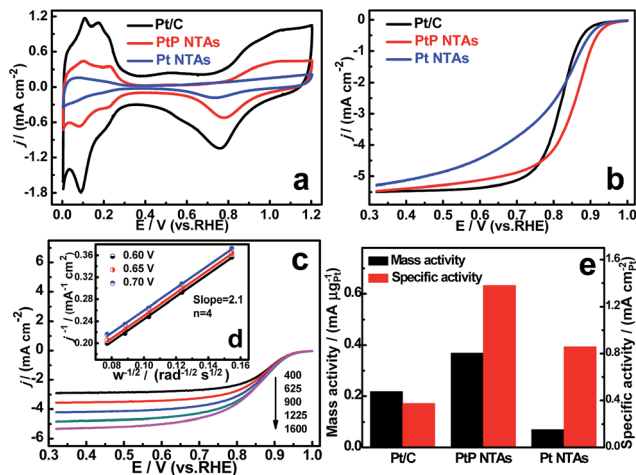 Pt/C
PtP NTAs
Pt NTAs
j / (mA cm-2)
1.2
0.6
0.0
-0.6
-1.2
-1.8
a
0.0 0.2 0.4 0.6 0.8 1.0 1.2
E / V (vs.RHE)
Pt/C
PtP NTAs
Pt NTAs
j / (mA cm-2)
0
-1
-2
-3
-4
-5
-6
b
0.3 0.4 0.5 0.6 0.7 0.8 0.9 1.0
E / V (vs.RHE)
c
j / (mA cm-2)
0
-2
-4
-6
400
625
900
1225
1600
0.3 0.4 0.5 0.6 0.7 0.8 0.9 1.0
E / V (vs.RHE)
0.60 V
0.65 V
0.70 V
j-1 / (mA-1 cm2)
0.36
0.28
0.24
0.20
Slope=2.1
n=4
d
0.08 0.10 0.12 0.14 0.16
w-1/2 / (rad-1/2 s1/2)
Mass activity
Specific activity
e
Mass activity / (mA μg-1Pt)
0.6
0.4
0.2
0.0
Specific activity / (mA cm-2Pt)
1.6
1.2
0.8
0.4
0.0
Pt/C PtP NTAs Pt NTAs